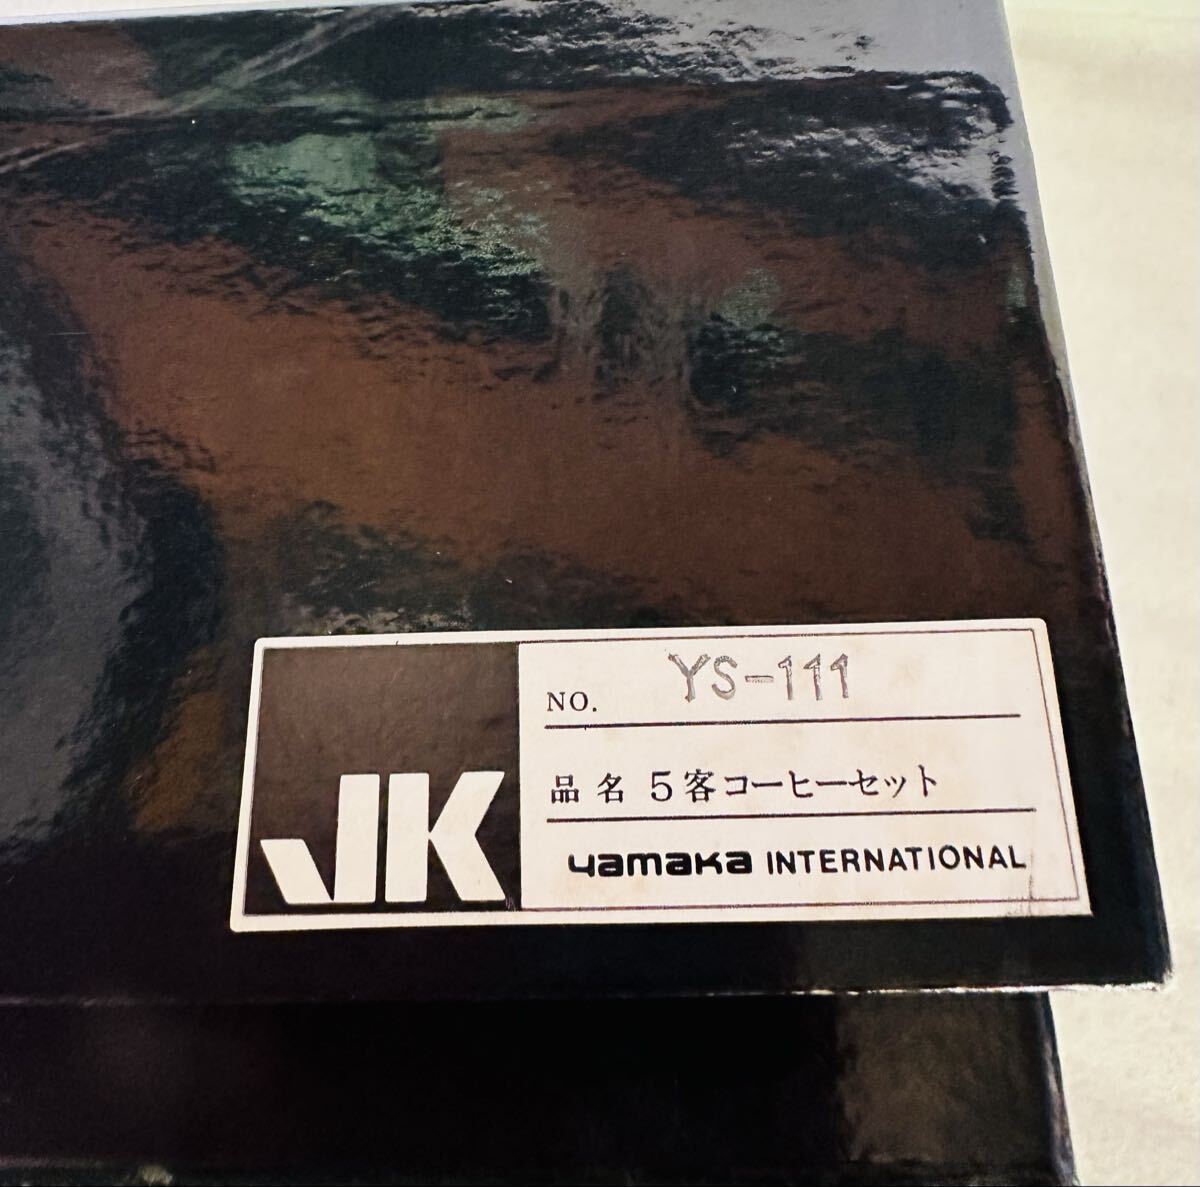 JK
NO. YS-111
品名 5客コーヒーセット
yamaka INTERNATIONAL